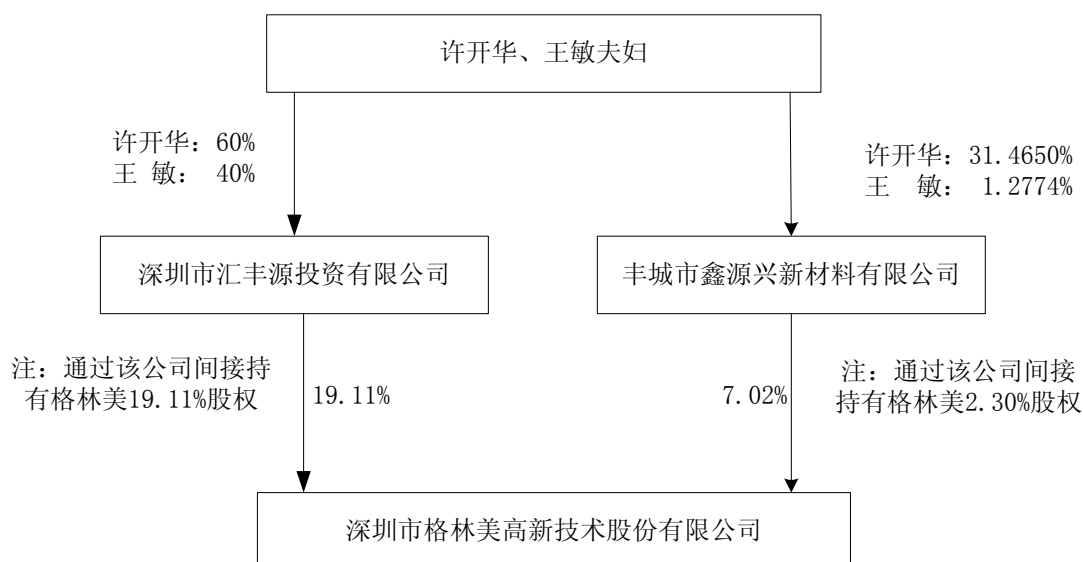 许开华、王敏夫妇
许开华：60%
王 敏： 40%
许开华：31.4650%
王　敏： 1.2774%
深圳市汇丰源投资有限公司
丰城市鑫源兴新材料有限公司
注：通过该公司间接持
有格林美19.11%股权
19.11%
7.02%
注：通过该公司间接
持有格林美2.30%股权
深圳市格林美高新技术股份有限公司